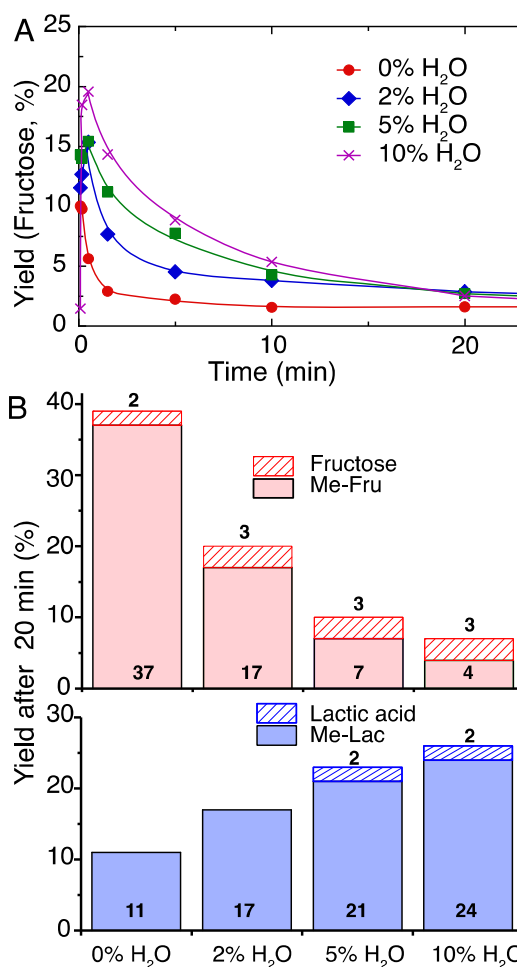 A
25
20
15
10
5
0
Yield (Fructose, %)
0% H₂O
2% H₂O
5% H₂O
10% H₂O
0
10
20
Time (min)
B
40
30
20
10
0
2
37
3
17
3
7
3
4
Fructose
Me-Fru
Yield after 20 min (%)
30
20
10
0
Lactic acid
Me-Lac
11
17
2
21
2
24
0% H₂O 2% H₂O 5% H₂O 10% H₂O